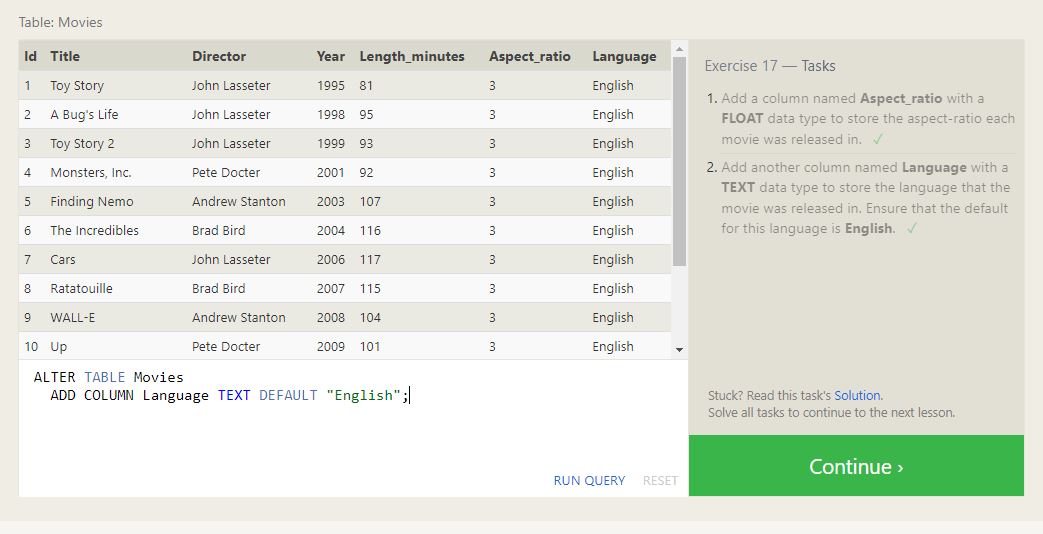 Table: Movies
Id Title Director Year Length_minutes Aspect_ratio Language
1 Toy Story John Lasseter 1995 81 3 English
2 A Bug's Life John Lasseter 1998 95 3 English
3 Toy Story 2 John Lasseter 1999 93 3 English
4 Monsters, Inc. Pete Docter 2001 92 3 English
5 Finding Nemo Andrew Stanton 2003 107 3 English
6 The Incredibles Brad Bird 2004 116 3 English
7 Cars John Lasseter 2006 117 3 English
8 Ratatouille Brad Bird 2007 115 3 English
9 WALL-E Andrew Stanton 2008 104 3 English
10 Up Pete Docter 2009 101 3 English
ALTER TABLE Movies
ADD COLUMN Language TEXT DEFAULT "English";
RUN QUERY RESET
Exercise 17 — Tasks
1. Add a column named Aspect_ratio with a
FLOAT data type to store the aspect-ratio each
movie was released in. ✓
2. Add another column named Language with a
TEXT data type to store the language that the
movie was released in. Ensure that the default
for this language is English. ✓
Stuck? Read this task's Solution.
Solve all tasks to continue to the next lesson.
Continue ›